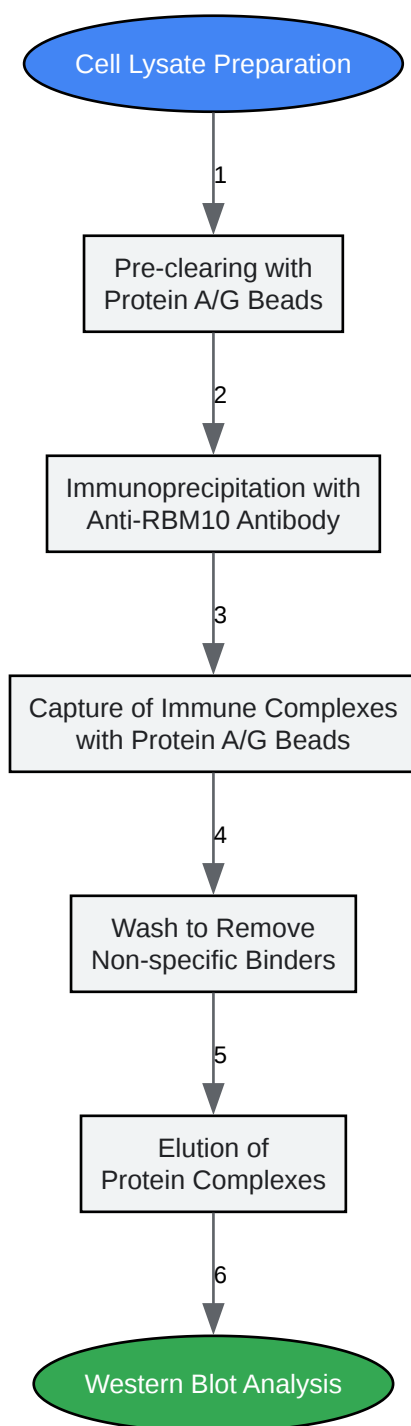 Cell Lysate Preparation
1
Pre-clearing with
Protein A/G Beads
2
Immunoprecipitation with
Anti-RBM10 Antibody
3
Capture of Immune Complexes
with Protein A/G Beads
4
Wash to Remove
Non-specific Binders
5
Elution of
Protein Complexes
6
Western Blot Analysis